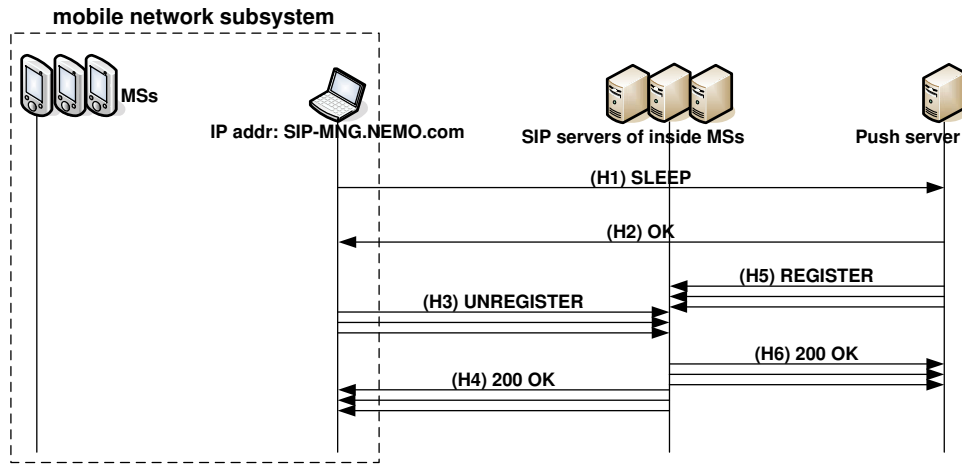 mobile network subsystem
MSs
IP addr: SIP-MNG.NEMO.com
SIP servers of inside MSs
Push server
(H1) SLEEP
(H2) OK
(H5) REGISTER
(H3) UNREGISTER
(H6) 200 OK
(H4) 200 OK